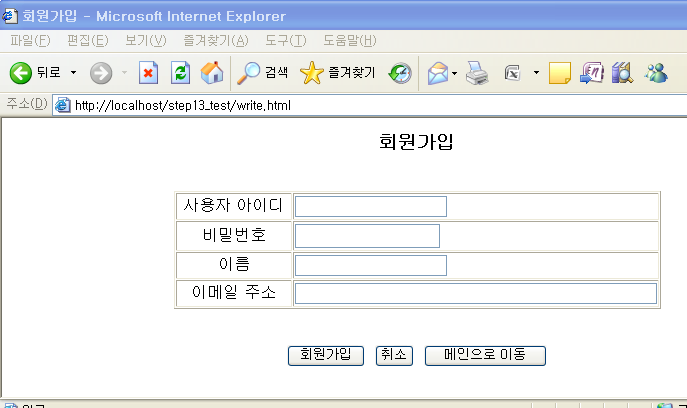 회원가입 - Microsoft Internet Explorer
파일(F) 편집(E) 보기(V) 즐겨찾기(A) 도구(T) 도움말(H)
뒤로 검색 즐겨찾기
주소(D) http://localhost/step13_test/write.html
회원가입
사용자 아이디
비밀번호
이름
이메일 주소
회원가입 취소 메인으로 이동